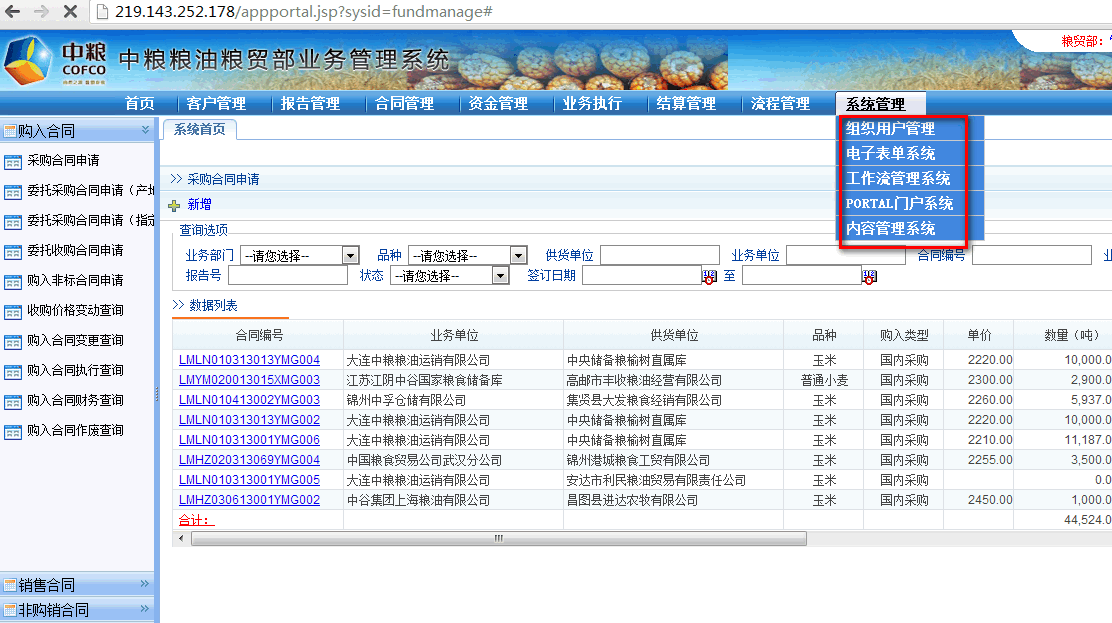 219.143.252.178/appportal.jsp?sysid=fundmanage#
中粮
COFCO
中粮粮油粮贸部业务管理系统
粮贸部：
首页 客户管理 报告管理 合同管理 资金管理 业务执行 结算管理 流程管理 系统管理
组织用户管理
电子表单系统
工作流管理系统
PORTAL门户系统
内容管理系统
购入合同
采购合同申请
委托采购合同申请（产地
委托采购合同申请（指定
委托收购合同申请
购入非标合同申请
收购价格变动查询
购入合同变更查询
购入合同执行查询
购入合同财务查询
购入合同作废查询
销售合同
非购销合同
系统首页
>> 采购合同申请
新增
查询选项
业务部门 --请您选择-- 品种 --请您选择-- 供货单位 业务单位 合同编号
报告号 状态 --请您选择-- 签订日期 至
>> 数据列表
合同编号 业务单位 供货单位 品种 购入类型 单价 数量（吨）
LMLN010313013YMG004 大连中粮粮油运销有限公司 中央储备粮榆树直属库 玉米 国内采购 2220.00 10,000.0
LMYM020013015XMG003 江苏江阴中谷国家粮食储备库 高邮市丰收粮油经营有限公司 普通小麦 国内采购 2300.00 2,900.0
LMLN010413002YMG003 锦州中孚仓储有限公司 集贤县大发粮食经销有限公司 玉米 国内采购 2260.00 5,937.0
LMLN010313013YMG002 大连中粮粮油运销有限公司 中央储备粮榆树直属库 玉米 国内采购 2220.00 10,000.0
LMLN010313001YMG006 大连中粮粮油运销有限公司 中央储备粮榆树直属库 玉米 国内采购 2210.00 11,187.0
LMHZ020313069YMG004 中国粮食贸易公司武汉分公司 锦州港城粮食工贸有限公司 玉米 国内采购 2255.00 3,500.0
LMLN010313001YMG005 大连中粮粮油运销有限公司 安达市利民粮油贸易有限责任公司 玉米 国内采购 0.0
LMHZ030613001YMG002 中谷集团上海粮油有限公司 昌图县进达农牧有限公司 玉米 国内采购 2450.00 1,000.0
合计： 44,524.0